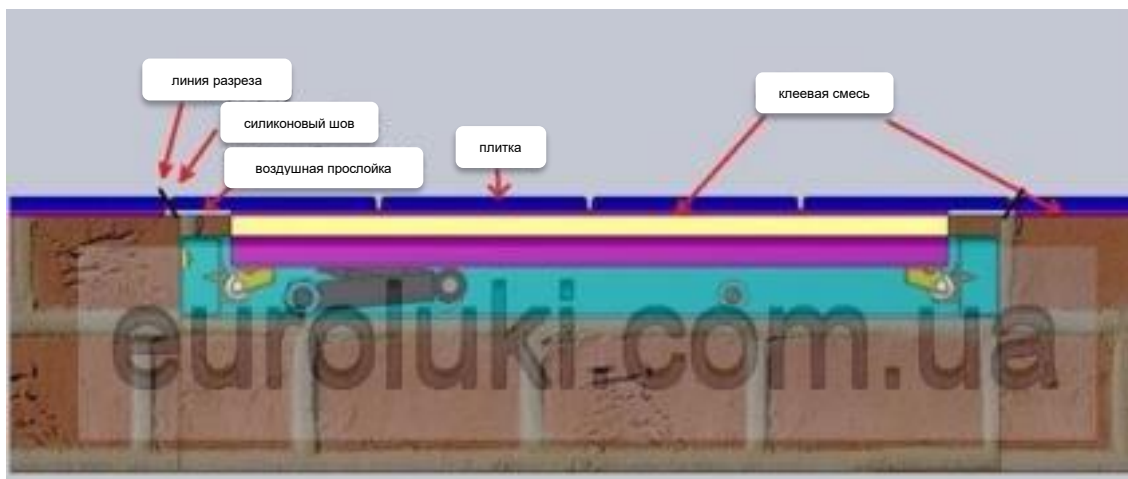 линия разреза
клеевая смесь
силиконовый шов
плитка
воздушная прослойка
euroluki.com.ua